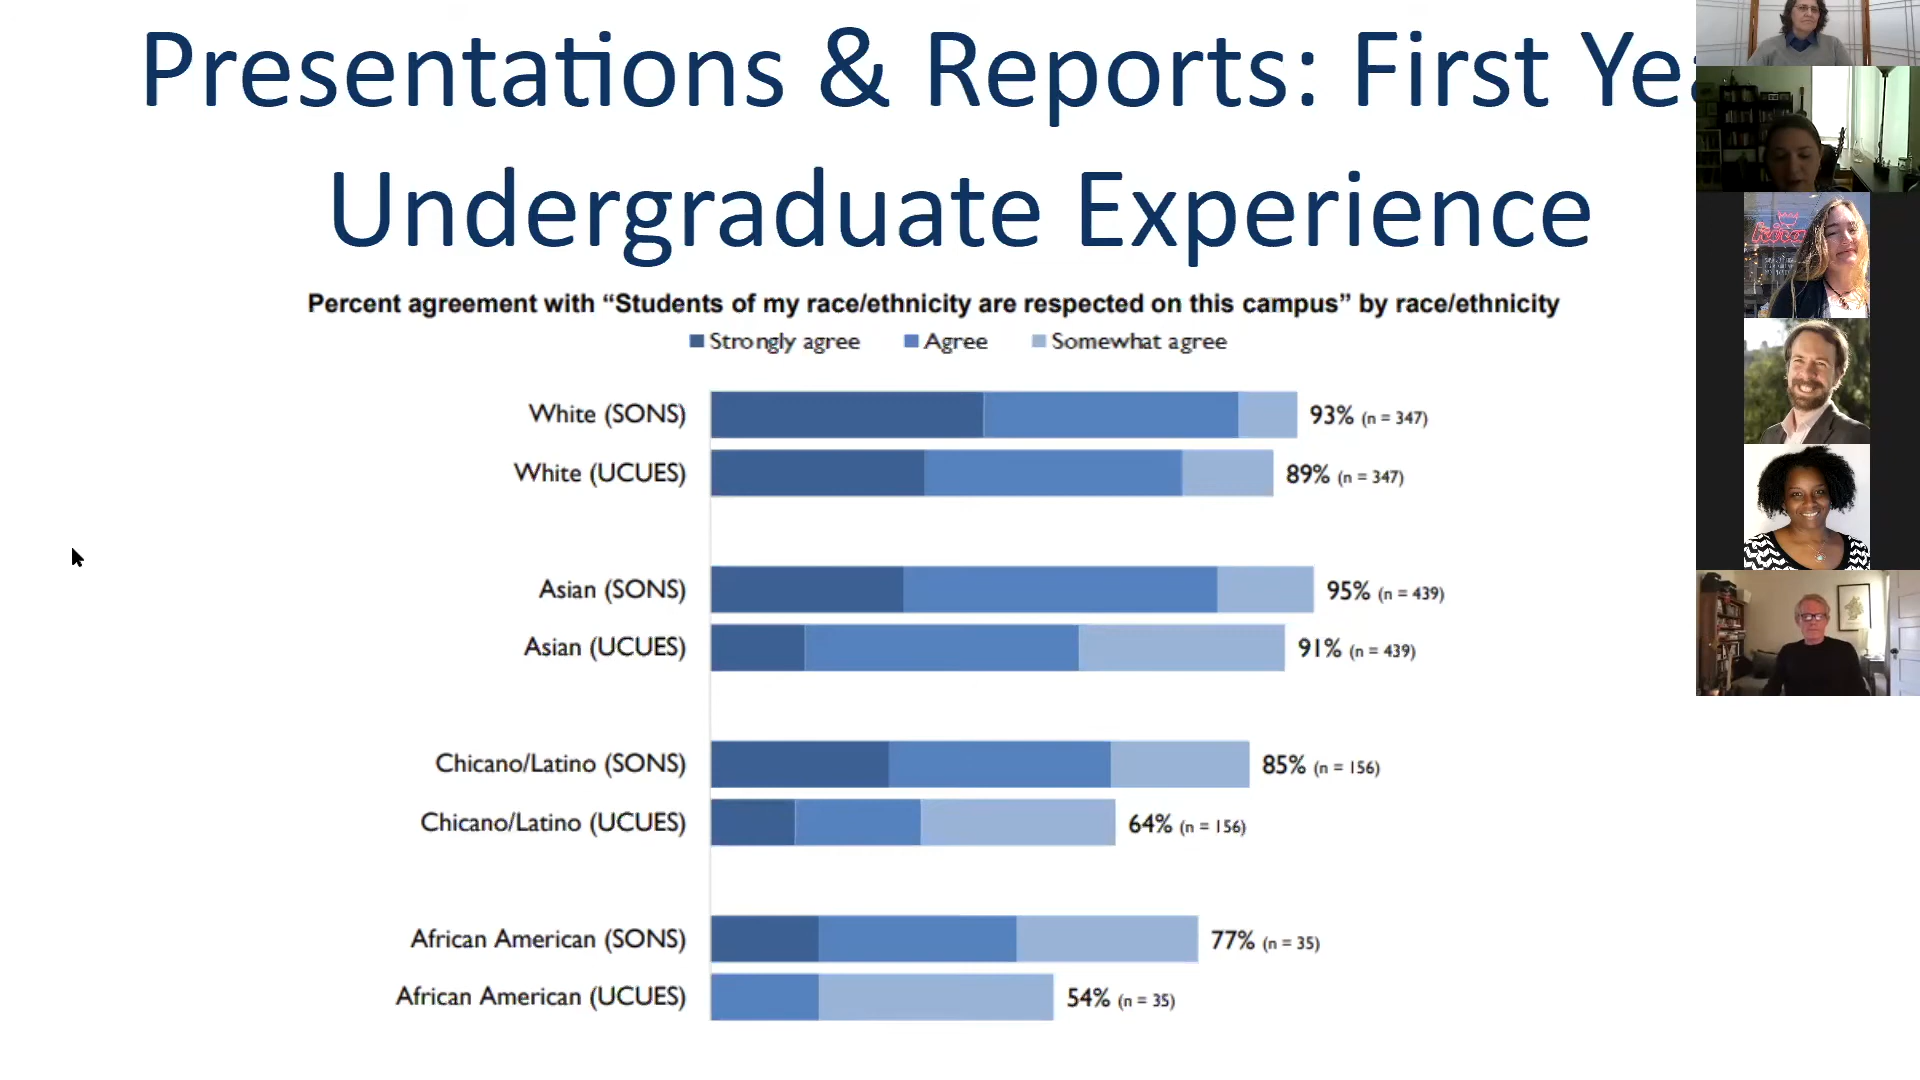 Presentations & Reports: First Yea
Undergraduate Experience
Percent agreement with “Students of my race/ethnicity are respected on this campus” by race/ethnicity
Strongly agree Agree Somewhat agree
White (SONS) 93% (n = 347)
White (UCUES) 89% (n = 347)
Asian (SONS) 95% (n = 439)
Asian (UCUES) 91% (n = 439)
Chicano/Latino (SONS) 85% (n = 156)
Chicano/Latino (UCUES) 64% (n = 156)
African American (SONS) 77% (n = 35)
African American (UCUES) 54% (n = 35)